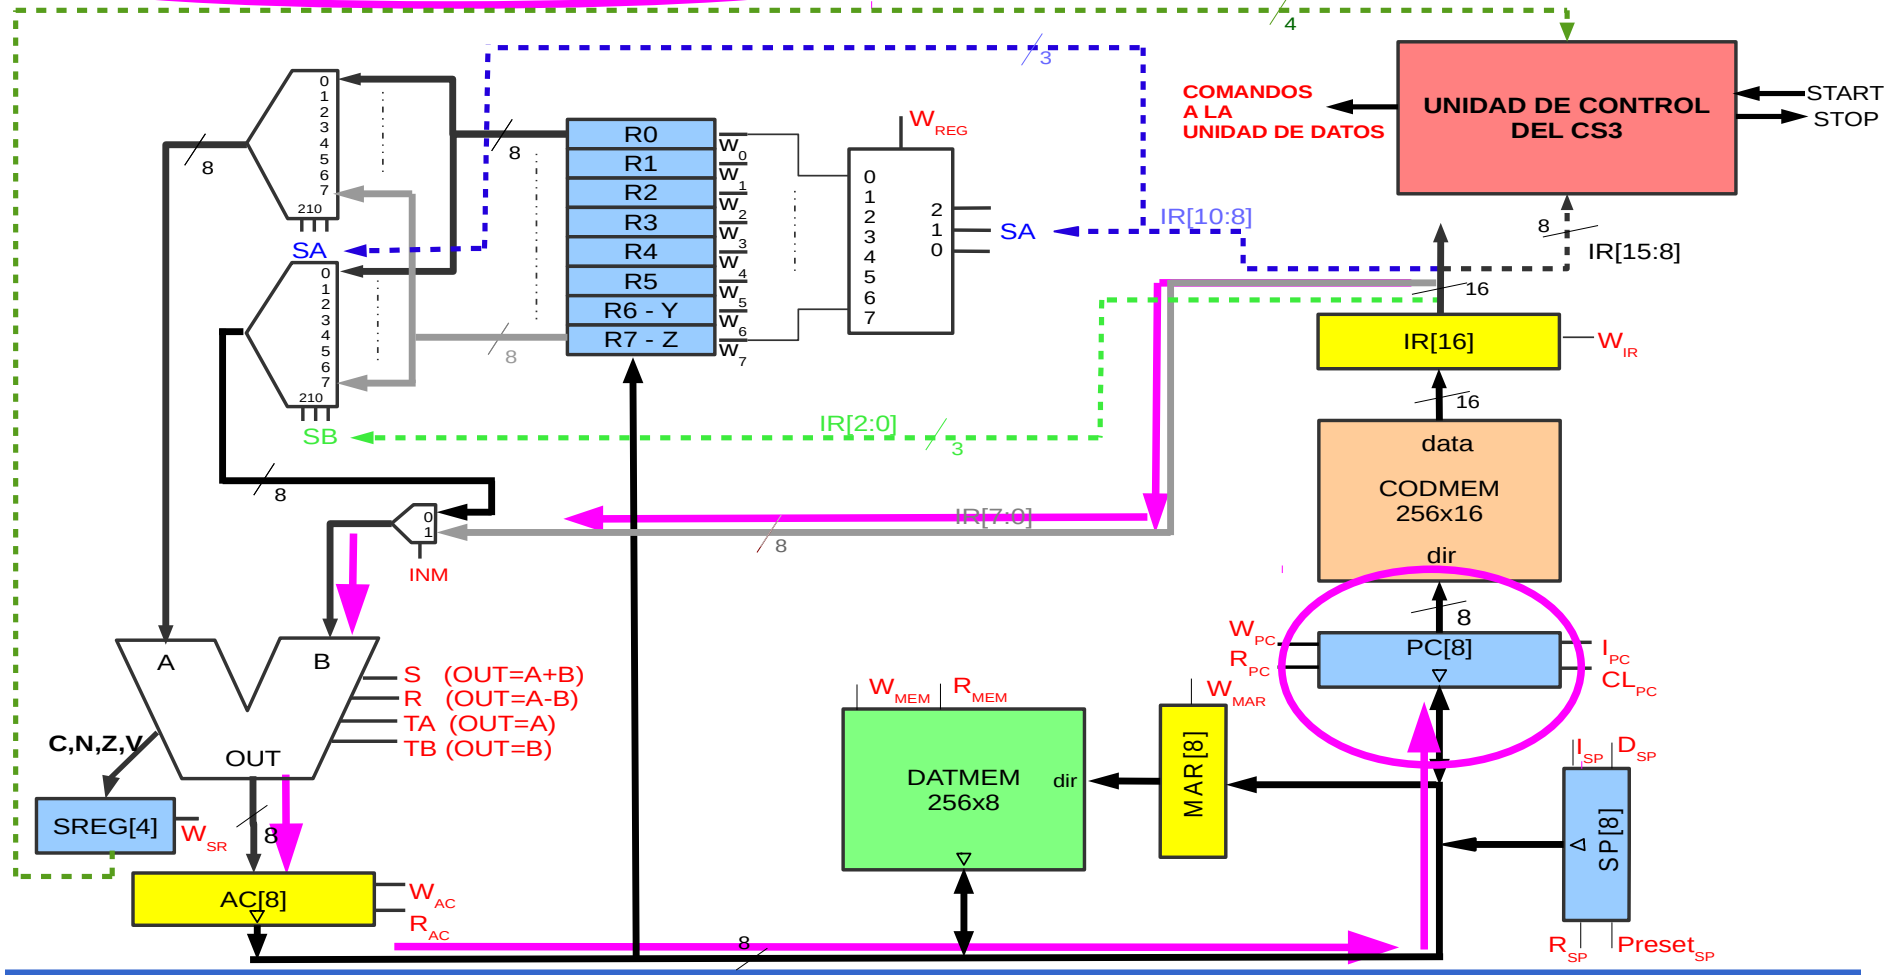 4
3
COMANDOS
A LA
UNIDAD DE DATOS
UNIDAD DE CONTROL
DEL CS3
START
STOP
0
1
2
3
4
5
6
7
210
SA
8
8
R0
R1
R2
R3
R4
R5
R6 - Y
R7 - Z
W0
W1
W2
W3
W4
W5
W6
W7
WREG
0
1
2
3
4
5
6
7
2
1
0
SA
IR[10:8]
8
IR[15:8]
16
IR[16]
WIR
0
1
2
3
4
5
6
7
210
SB
8
IR[2:0]
3
16
data
CODMEM
256x16
dir
8
0
1
INM
IR[7:0]
8
8
WPC
RPC
PC[8]
IPC
CLPC
A
B
S (OUT=A+B)
R (OUT=A-B)
TA (OUT=A)
TB (OUT=B)
C,N,Z,V
OUT
WMEM
RMEM
WMAR
DATMEM
256x8
dir
MAR[8]
ISP
DSP
SP[8]
RSP
PresetSP
SREG[4]
WSR
8
AC[8]
WAC
RAC
8